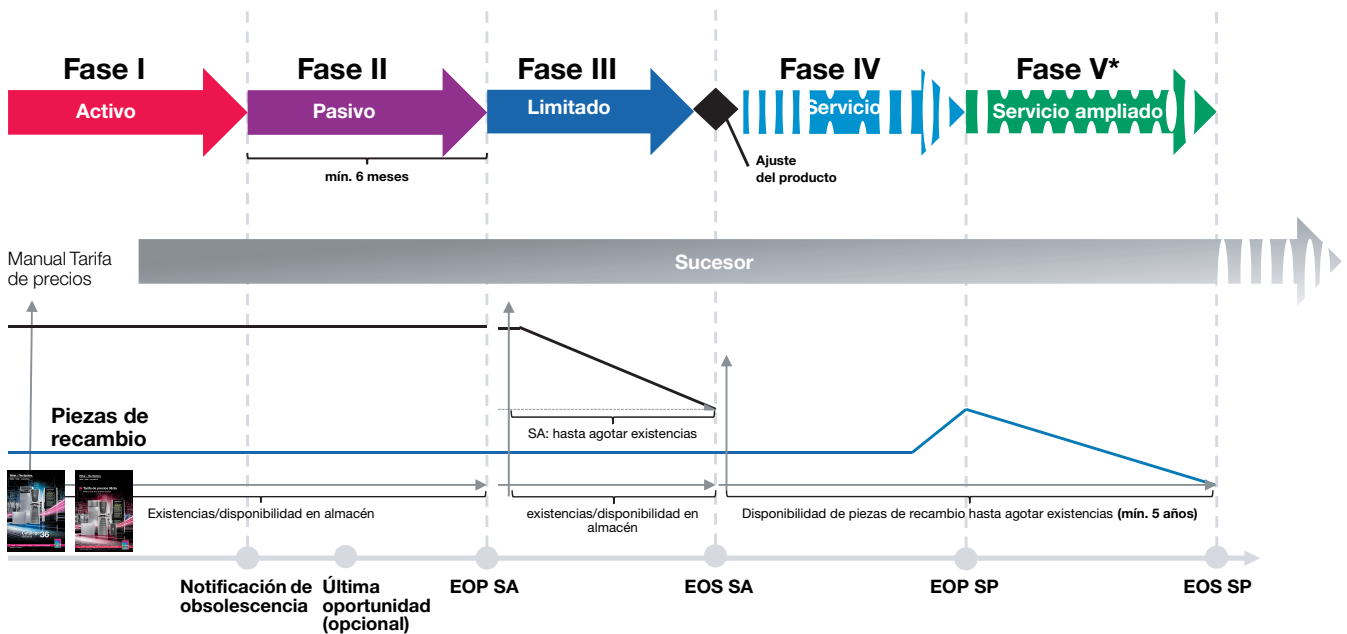 Fase I
Fase II
Fase III
Fase IV
Fase V*
Activo
Pasivo
Limitado
Servicio
Servicio ampliado
mín. 6 meses
Ajuste
del producto
Manual Tarifa
de precios
Sucesor
Piezas de
recambio
SA: hasta agotar existencias
Existencias/disponibilidad en almacén
existencias/disponibilidad en
almacén
Disponibilidad de piezas de recambio hasta agotar existencias (mín. 5 años)
36
Notificación de
obsolescencia
Última
oportunidad
(opcional)
EOP SA
EOS SA
EOP SP
EOS SP